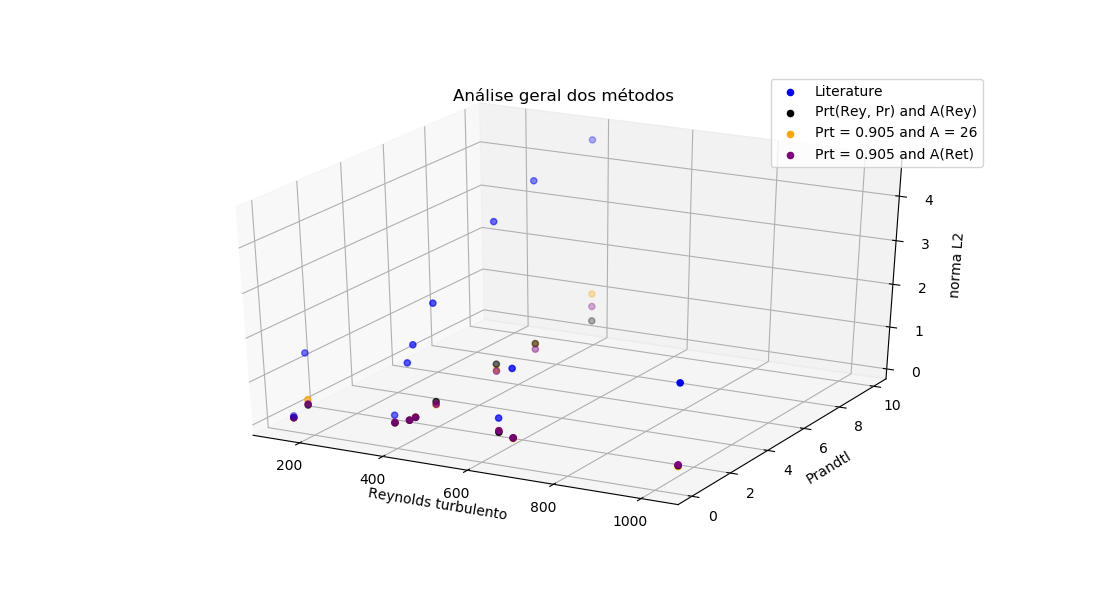 Análise geral dos métodos
Literature
Prt(Rey, Pr) and A(Rey)
Prt = 0.905 and A = 26
Prt = 0.905 and A(Ret)
4
3
2
1
0
norma L2
10
8
6
4
2
0
Prandtl
200
400
600
800
1000
Reynolds turbulento